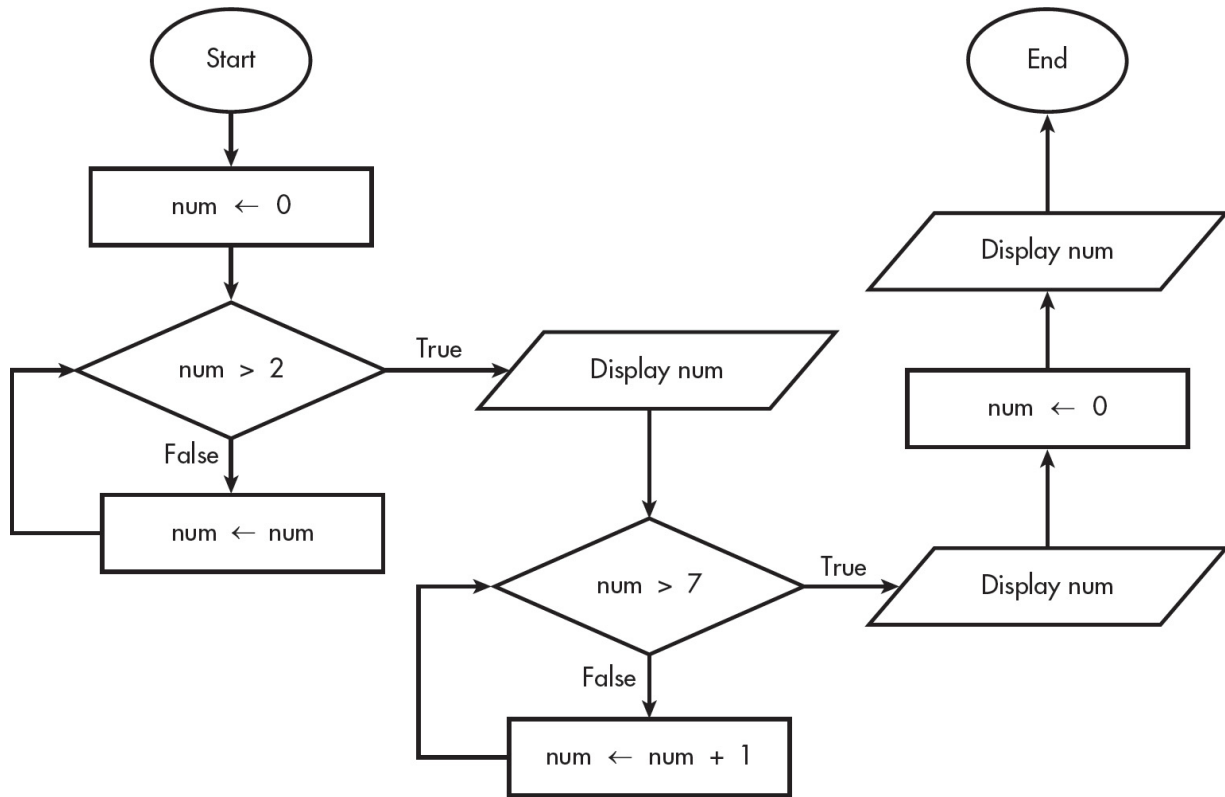 Start
num ← 0
num > 2
True
False
num ← num
Display num
num > 7
True
False
num ← num + 1
Display num
num ← 0
Display num
End